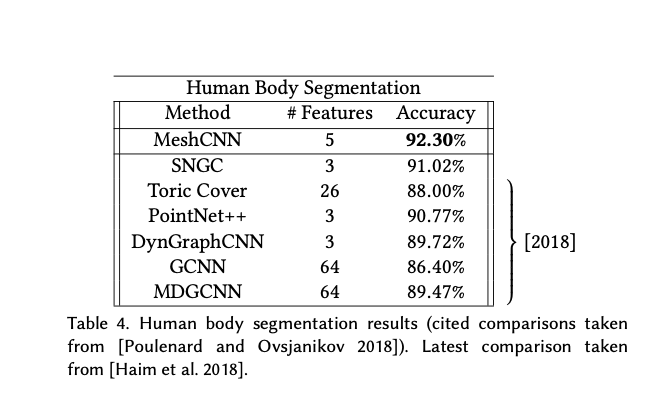 Human Body Segmentation
Method # Features Accuracy
MeshCNN 5 92.30%
SNGC 3 91.02%
Toric Cover 26 88.00%
PointNet++ 3 90.77%
DynGraphCNN 3 89.72%
[2018]
GCNN 64 86.40%
MDGCNN 64 89.47%
Table 4. Human body segmentation results (cited comparisons taken
from [Poulenard and Ovsjanikov 2018]). Latest comparison taken
from [Haim et al. 2018].